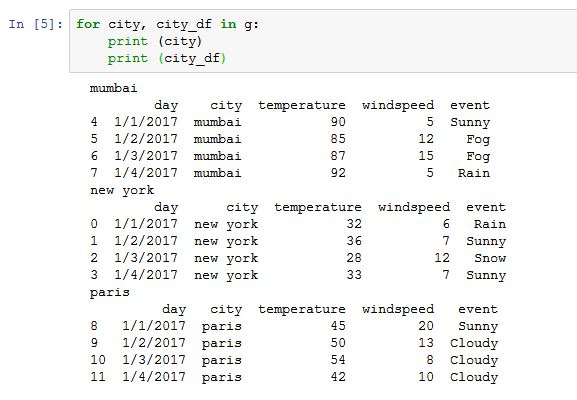 In [5]: for city, city_df in g:
    print (city)
    print (city_df)
mumbai
        day    city  temperature  windspeed  event
4  1/1/2017  mumbai           90          5  Sunny
5  1/2/2017  mumbai           85         12    Fog
6  1/3/2017  mumbai           87         15    Fog
7  1/4/2017  mumbai           92          5   Rain
new york
        day      city  temperature  windspeed  event
0  1/1/2017  new york           32          6   Rain
1  1/2/2017  new york           36          7  Sunny
2  1/3/2017  new york           28         12   Snow
3  1/4/2017  new york           33          7  Sunny
paris
         day   city  temperature  windspeed   event
8   1/1/2017  paris           45         20   Sunny
9   1/2/2017  paris           50         13  Cloudy
10  1/3/2017  paris           54          8  Cloudy
11  1/4/2017  paris           42         10  Cloudy